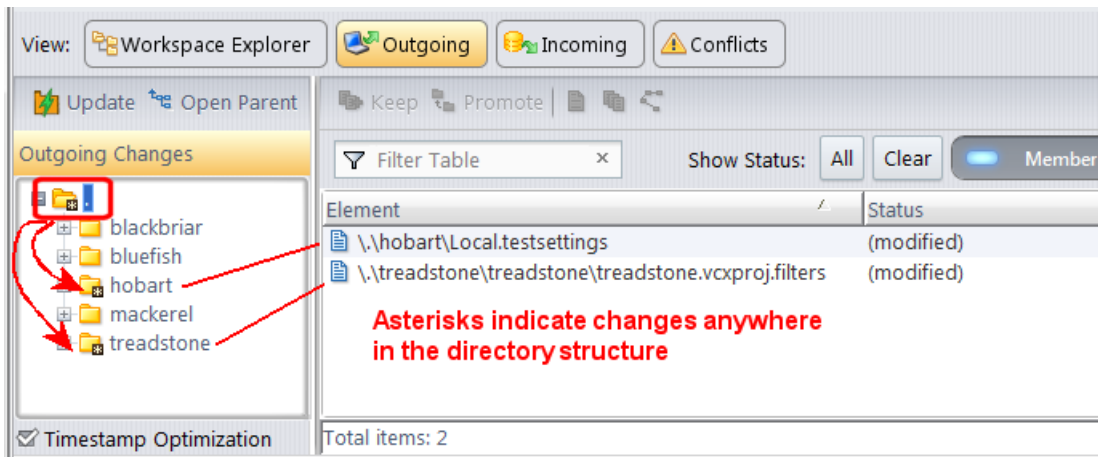 View: Workspace Explorer Outgoing Incoming Conflicts
Update Open Parent Keep Promote
Outgoing Changes
Filter Table × Show Status: All Clear Member
.
blackbriar
bluefish
hobart
mackerel
treadstone
Element Status
\.\hobart\Local.testsettings (modified)
\.\treadstone\treadstone\treadstone.vcxproj.filters (modified)
Asterisks indicate changes anywhere
in the directory structure
Timestamp Optimization
Total items: 2